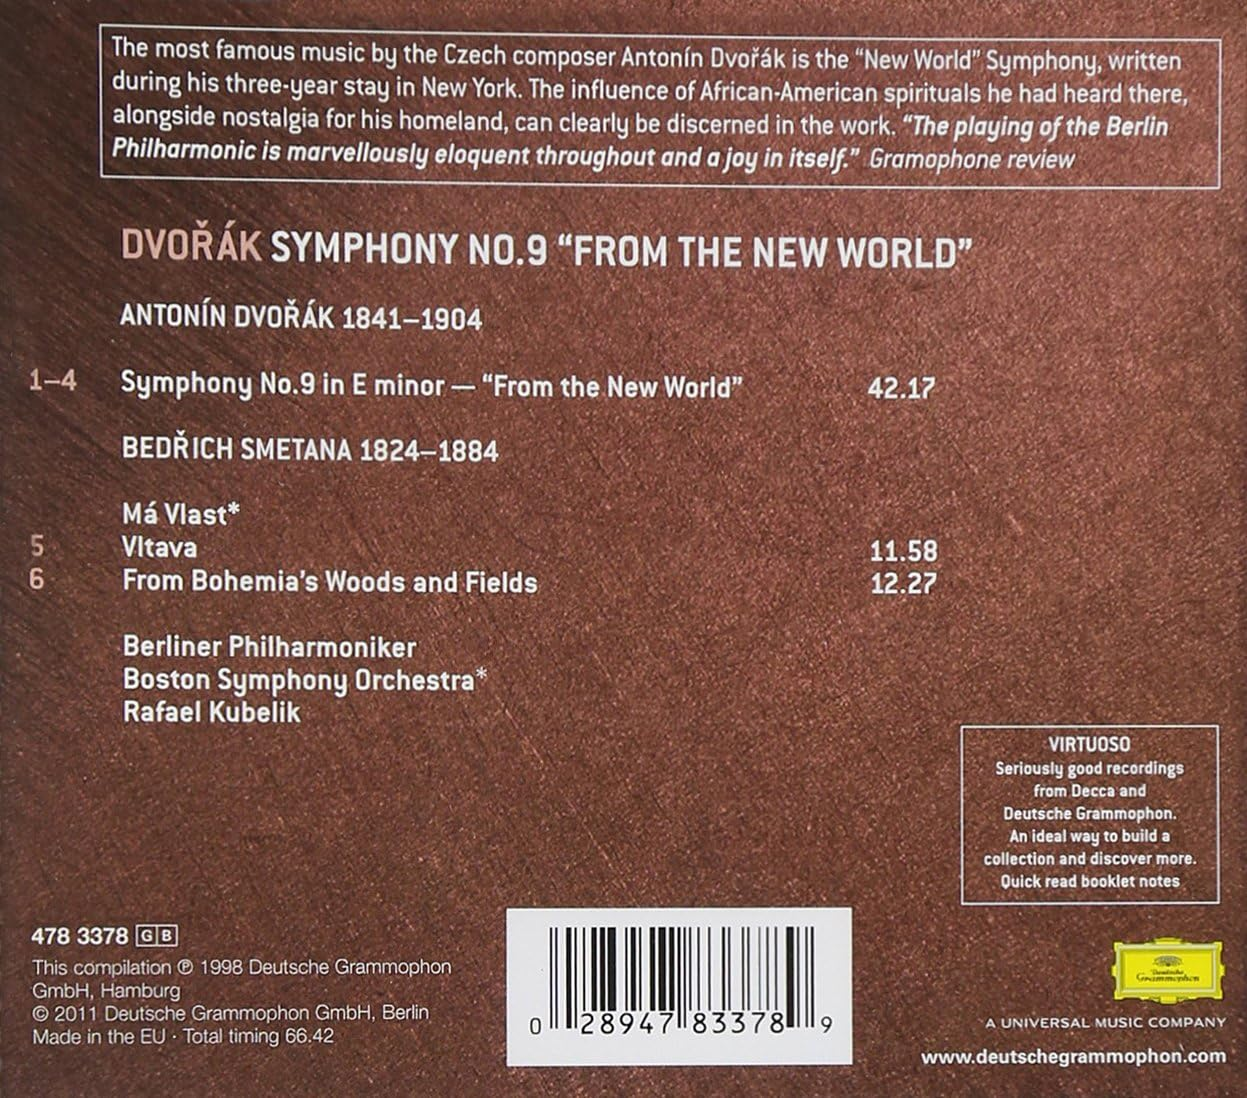 The most famous music by the Czech composer Antonín Dvořák is the “New World” Symphony, written
during his three-year stay in New York. The influence of African-American spirituals he had heard there,
alongside nostalgia for his homeland, can clearly be discerned in the work. “The playing of the Berlin
Philharmonic is marvellously eloquent throughout and a joy in itself.” Gramophone review
DVOŘÁK SYMPHONY NO.9 “FROM THE NEW WORLD”
ANTONÍN DVOŘÁK 1841–1904
1–4 Symphony No.9 in E minor — “From the New World” 42.17
BEDŘICH SMETANA 1824–1884
Má Vlast*
5 Vltava 11.58
6 From Bohemia’s Woods and Fields 12.27
Berliner Philharmoniker
Boston Symphony Orchestra*
Rafael Kubelik
VIRTUOSO
Seriously good recordings
from Decca and
Deutsche Grammophon.
An ideal way to build a
collection and discover more.
Quick read booklet notes
478 3378 G B
This compilation ℗ 1998 Deutsche Grammophon
GmbH, Hamburg
© 2011 Deutsche Grammophon GmbH, Berlin
Made in the EU · Total timing 66.42
0 28947 83378 9
Deutsche
Grammophon
A UNIVERSAL MUSIC COMPANY
www.deutschegrammophon.com